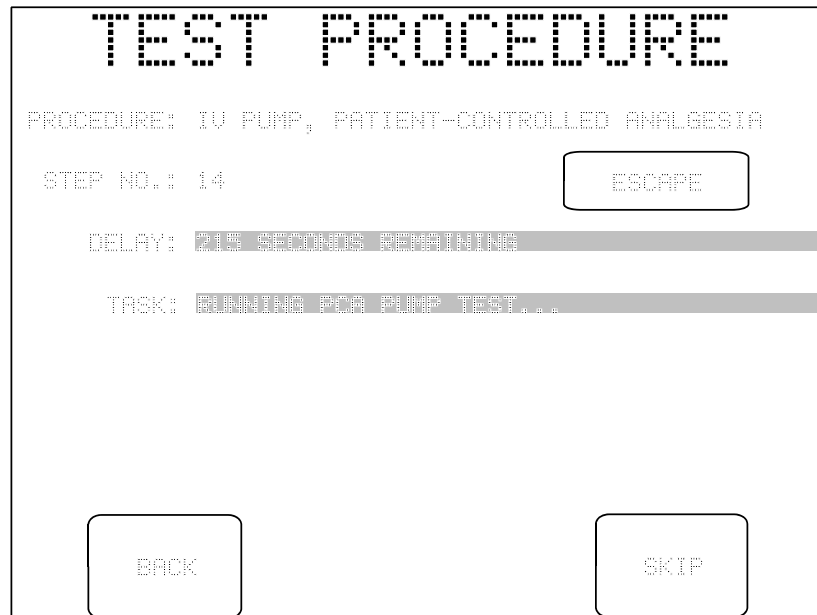 TEST PROCEDURE
PROCEDURE: IV PUMP, PATIENT-CONTROLLED ANALGESIA
STEP NO.: 14
ESCAPE
DELAY: 215 SECONDS REMAINING
TASK: RUNNING PCA PUMP TEST...
BACK
SKIP